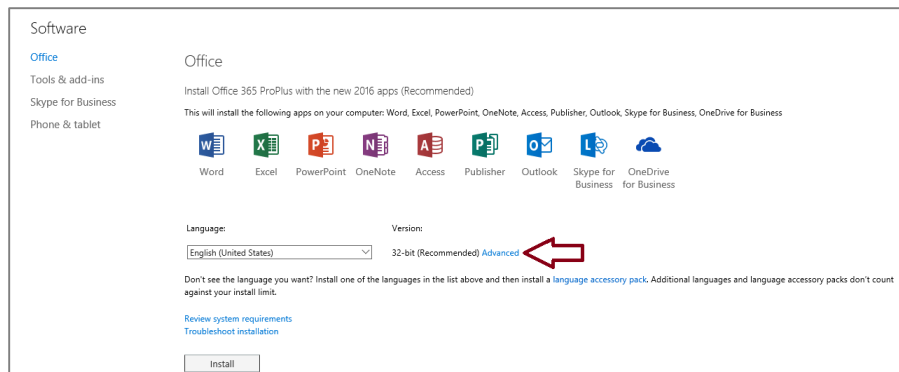 Software
Office
Tools & add-ins
Skype for Business
Phone & tablet
Office
Install Office 365 ProPlus with the new 2016 apps (Recommended)
This will install the following apps on your computer: Word, Excel, PowerPoint, OneNote, Access, Publisher, Outlook, Skype for Business, OneDrive for Business
W X P N A P O L
Word Excel PowerPoint OneNote Access Publisher Outlook Skype for OneDrive
Business for Business
Language: Version:
English (United States) 32-bit (Recommended) Advanced
Don't see the language you want? Install one of the languages in the list above and then install a language accessory pack. Additional languages and language accessory packs don't count
against your install limit.
Review system requirements
Troubleshoot installation
Install